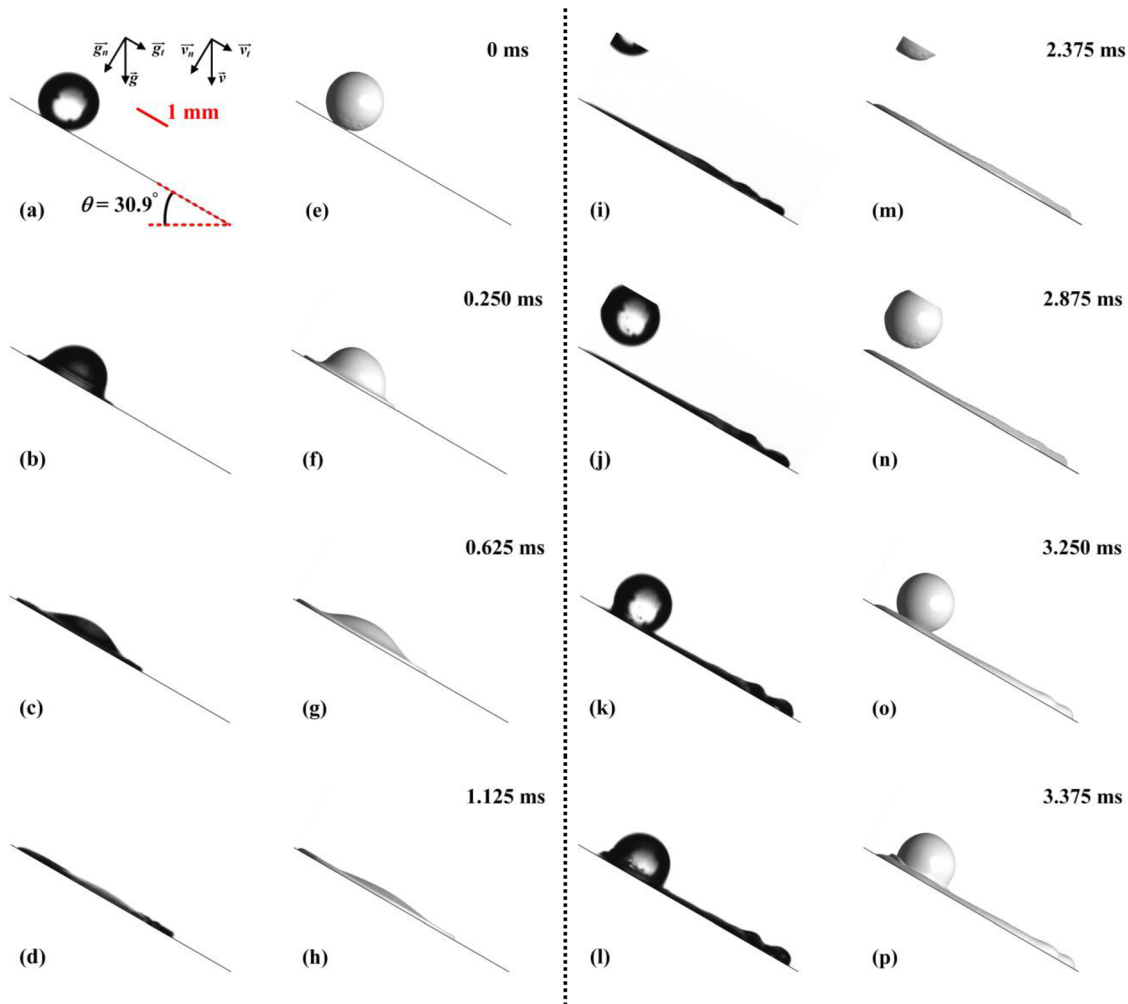 g_n g_t g v_n v_t v
0 ms
1 mm
θ = 30.9°
(a) (e)
0.250 ms
(b) (f)
0.625 ms
(c) (g)
1.125 ms
(d) (h)
2.375 ms
(i) (m)
2.875 ms
(j) (n)
3.250 ms
(k) (o)
3.375 ms
(l) (p)